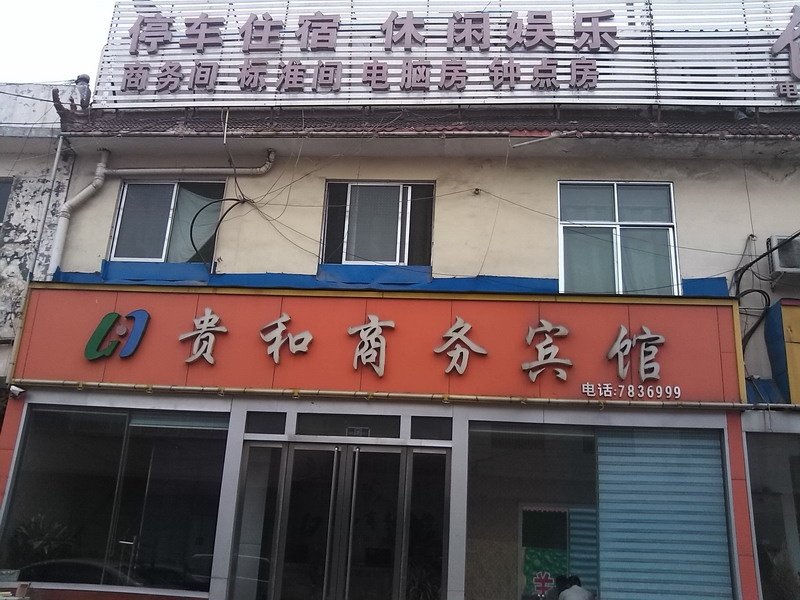 停车住宿 休闲娱乐
商务间 标准间 电脑房 钟点房
贵和商务宾馆
电话:7836999